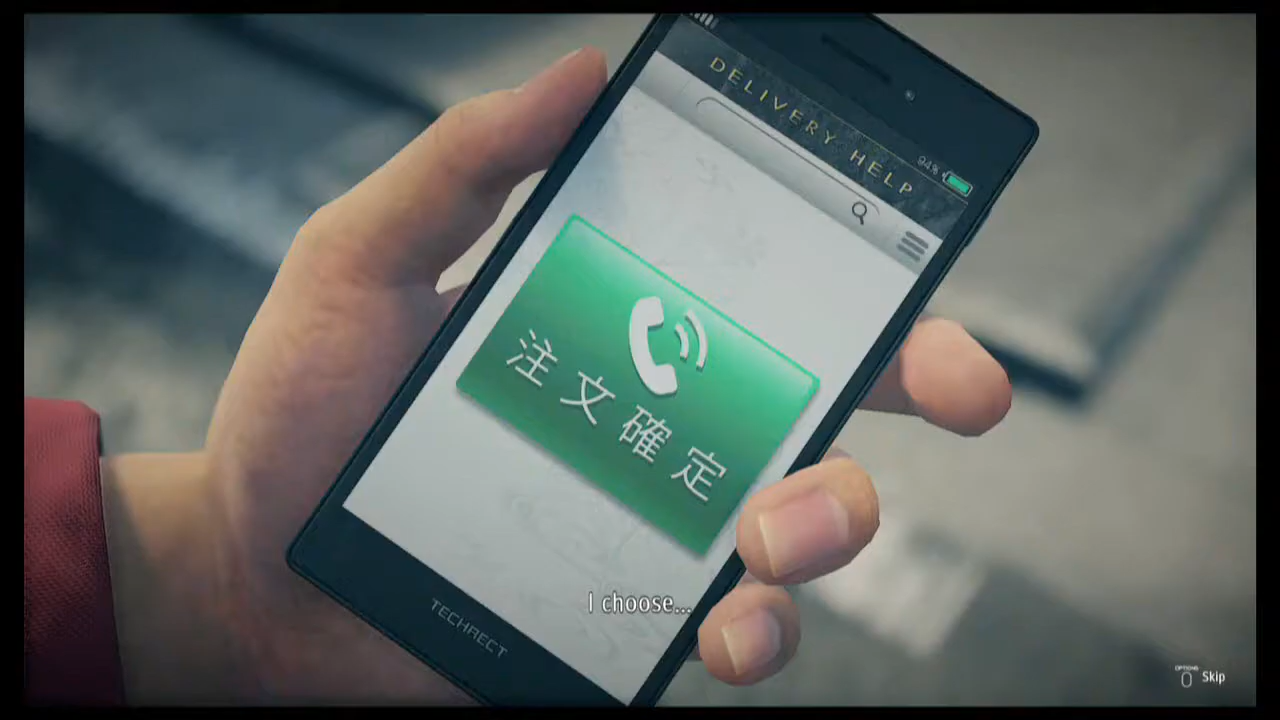 DELIVERY HELP
94%
注文確定
I choose...
TECHRECT
OPTIONS
Skip